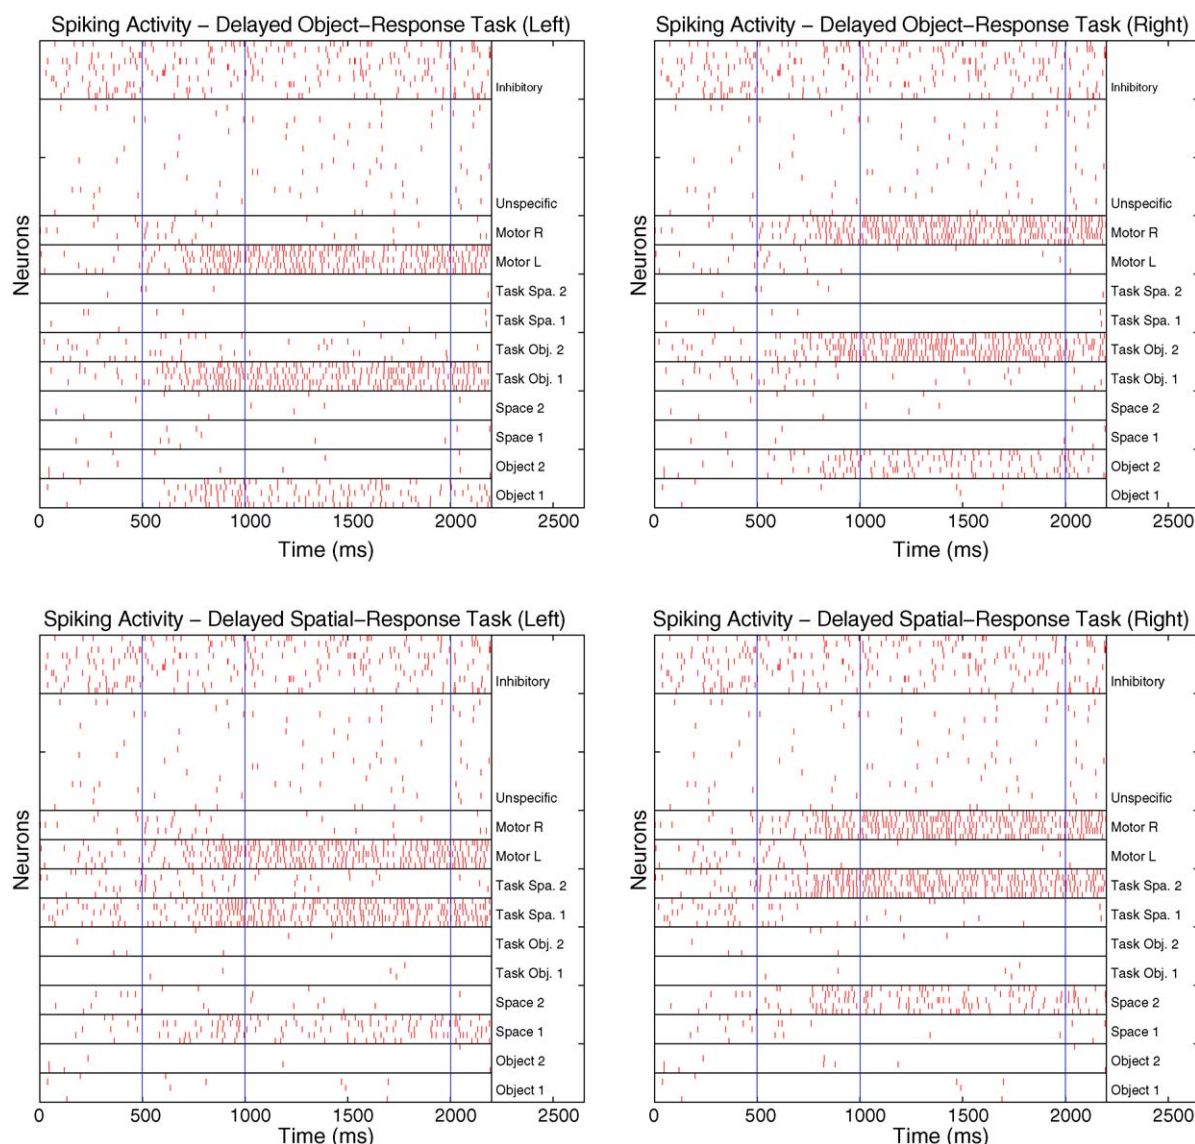 Spiking Activity – Delayed Object–Response Task (Left)
Neurons
Inhibitory
Unspecific
Motor R
Motor L
Task Spa. 2
Task Spa. 1
Task Obj. 2
Task Obj. 1
Space 2
Space 1
Object 2
Object 1
0 500 1000 1500 2000 2500
Time (ms)
Spiking Activity – Delayed Object–Response Task (Right)
Neurons
Inhibitory
Unspecific
Motor R
Motor L
Task Spa. 2
Task Spa. 1
Task Obj. 2
Task Obj. 1
Space 2
Space 1
Object 2
Object 1
0 500 1000 1500 2000 2500
Time (ms)
Spiking Activity – Delayed Spatial–Response Task (Left)
Neurons
Inhibitory
Unspecific
Motor R
Motor L
Task Spa. 2
Task Spa. 1
Task Obj. 2
Task Obj. 1
Space 2
Space 1
Object 2
Object 1
0 500 1000 1500 2000 2500
Time (ms)
Spiking Activity – Delayed Spatial–Response Task (Right)
Neurons
Inhibitory
Unspecific
Motor R
Motor L
Task Spa. 2
Task Spa. 1
Task Obj. 2
Task Obj. 1
Space 2
Space 1
Object 2
Object 1
0 500 1000 1500 2000 2500
Time (ms)